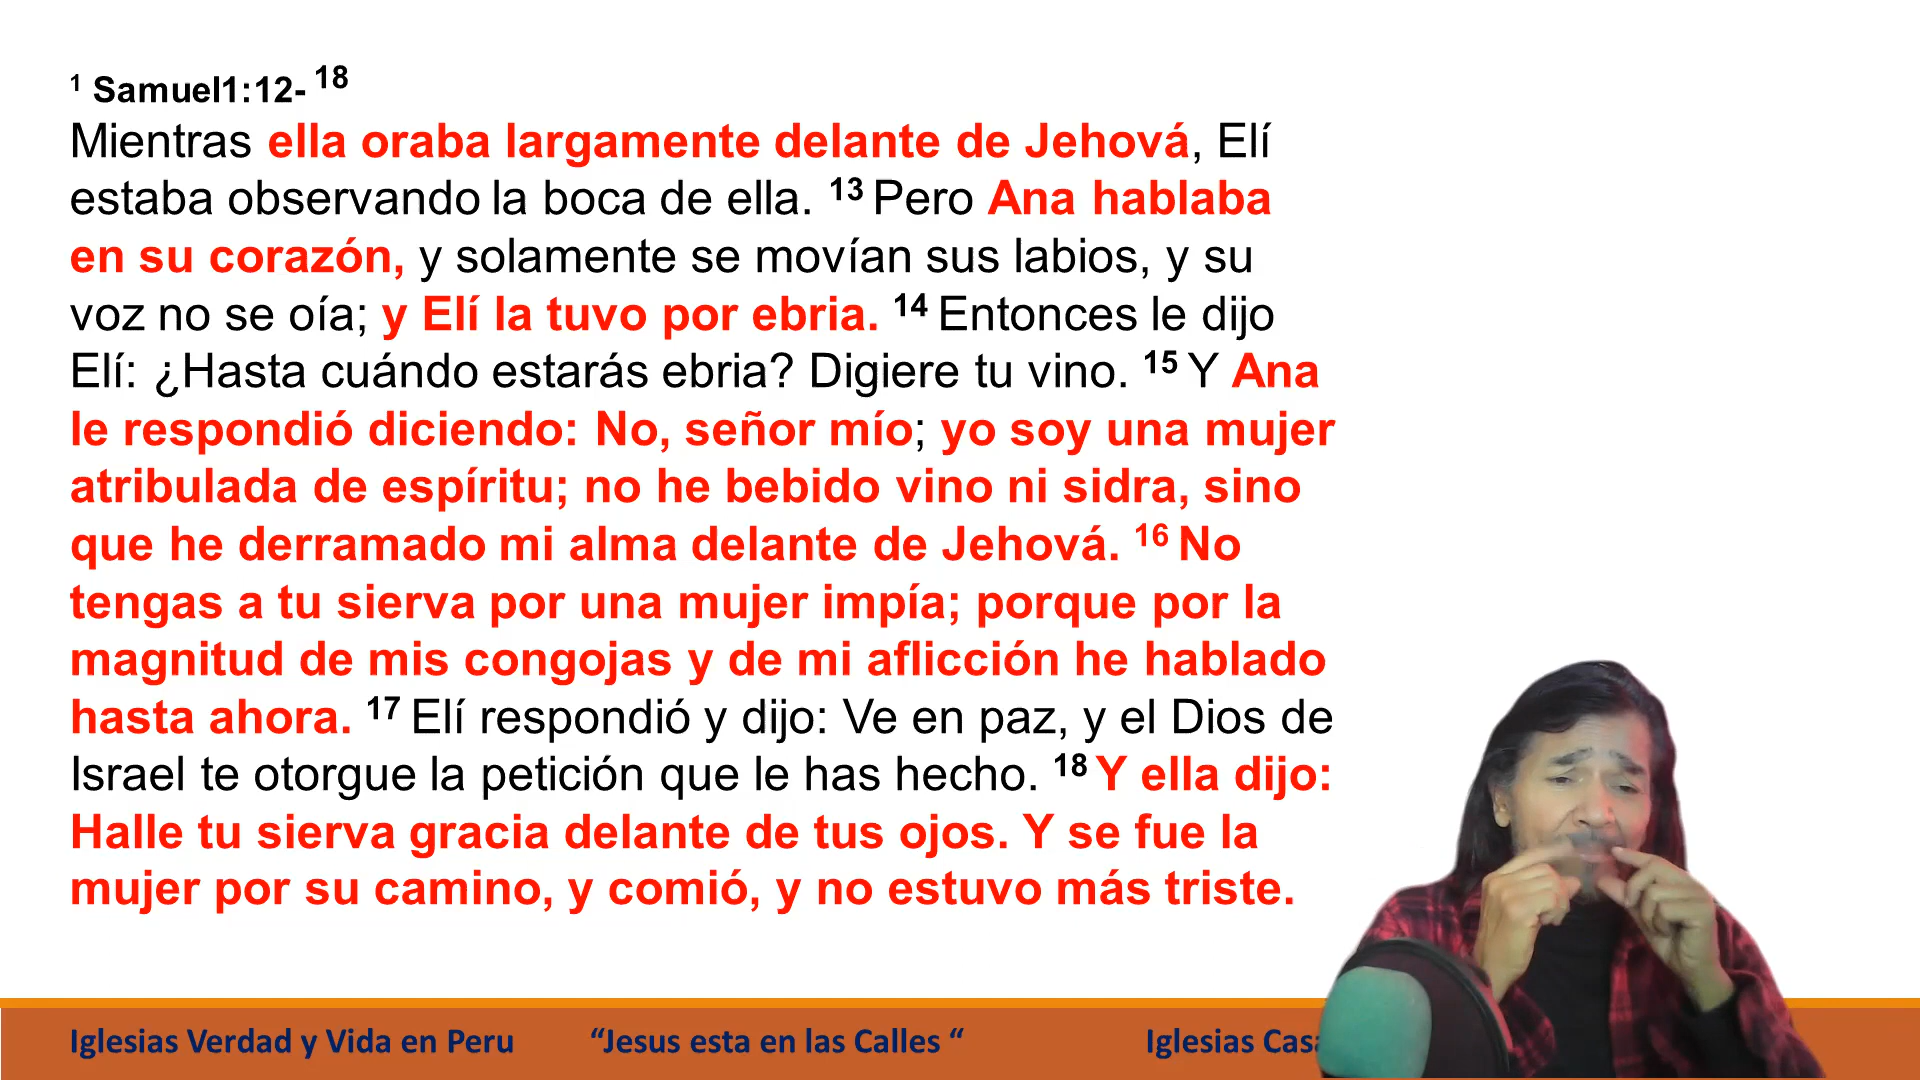 1 Samuel1:12- 18
Mientras ella oraba largamente delante de Jehová, Elí
estaba observando la boca de ella. 13 Pero Ana hablaba
en su corazón, y solamente se movían sus labios, y su
voz no se oía; y Elí la tuvo por ebria. 14 Entonces le dijo
Elí: ¿Hasta cuándo estarás ebria? Digiere tu vino. 15 Y Ana
le respondió diciendo: No, señor mío; yo soy una mujer
atribulada de espíritu; no he bebido vino ni sidra, sino
que he derramado mi alma delante de Jehová. 16 No
tengas a tu sierva por una mujer impía; porque por la
magnitud de mis congojas y de mi aflicción he hablado
hasta ahora. 17 Elí respondió y dijo: Ve en paz, y el Dios de
Israel te otorgue la petición que le has hecho. 18 Y ella dijo:
Halle tu sierva gracia delante de tus ojos. Y se fue la
mujer por su camino, y comió, y no estuvo más triste.
Iglesias Verdad y Vida en Peru “Jesus esta en las Calles “ Iglesias